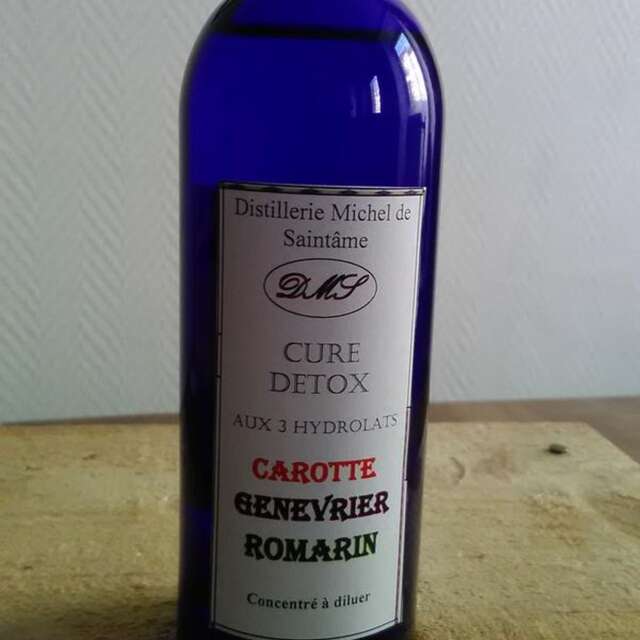 Distillerie Michel de
Saintâme
DMS
CURE
DETOX
AUX 3 HYDROLATS
CAROTTE
GENEVRIER
ROMARIN
Concentré à diluer